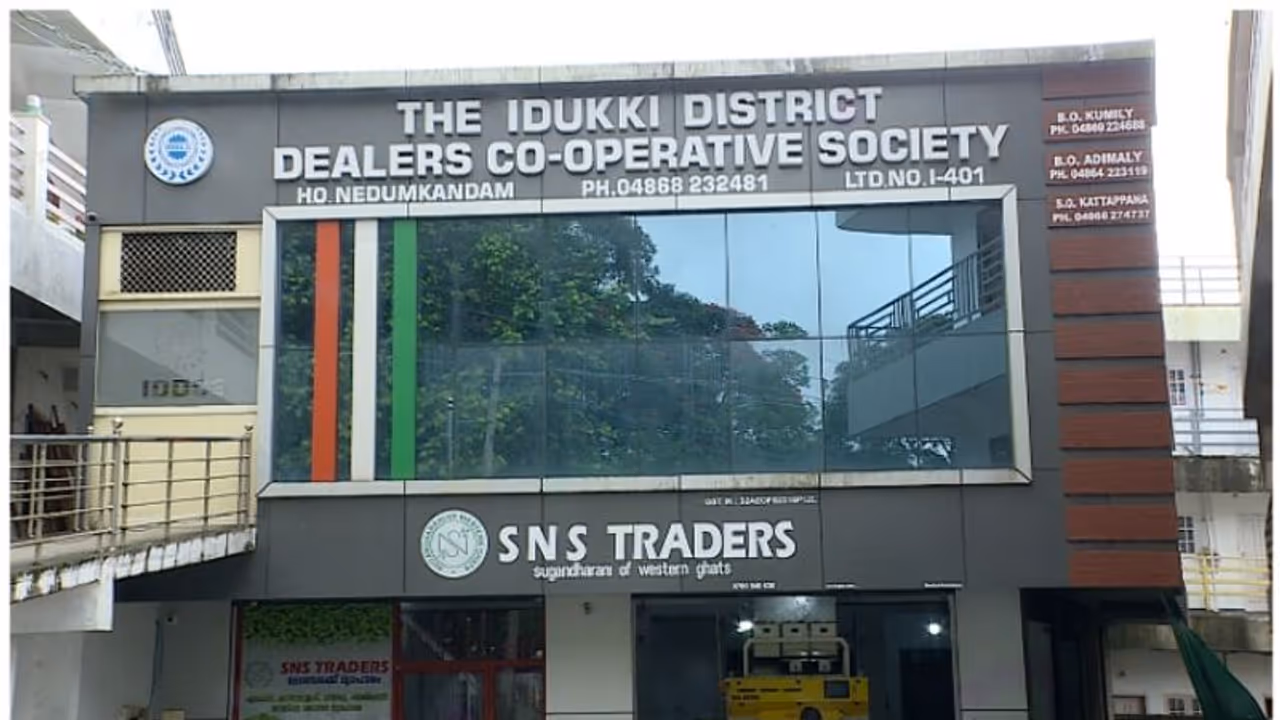 THE IDUKKI DISTRICT
DEALERS CO-OPERATIVE SOCIETY
HO. NEDUMKANDAM PH.04868 232481 LTD.NO.I-401
B.O. KUMILY
PH. 04869 224688
B.O. ADIMALY
PH. 04864 223119
S.O. KATTAPPANA
PH. 04868 274737
IDDCS
SNS TRADERS
sugandharani of western ghats
SNS TRADERS